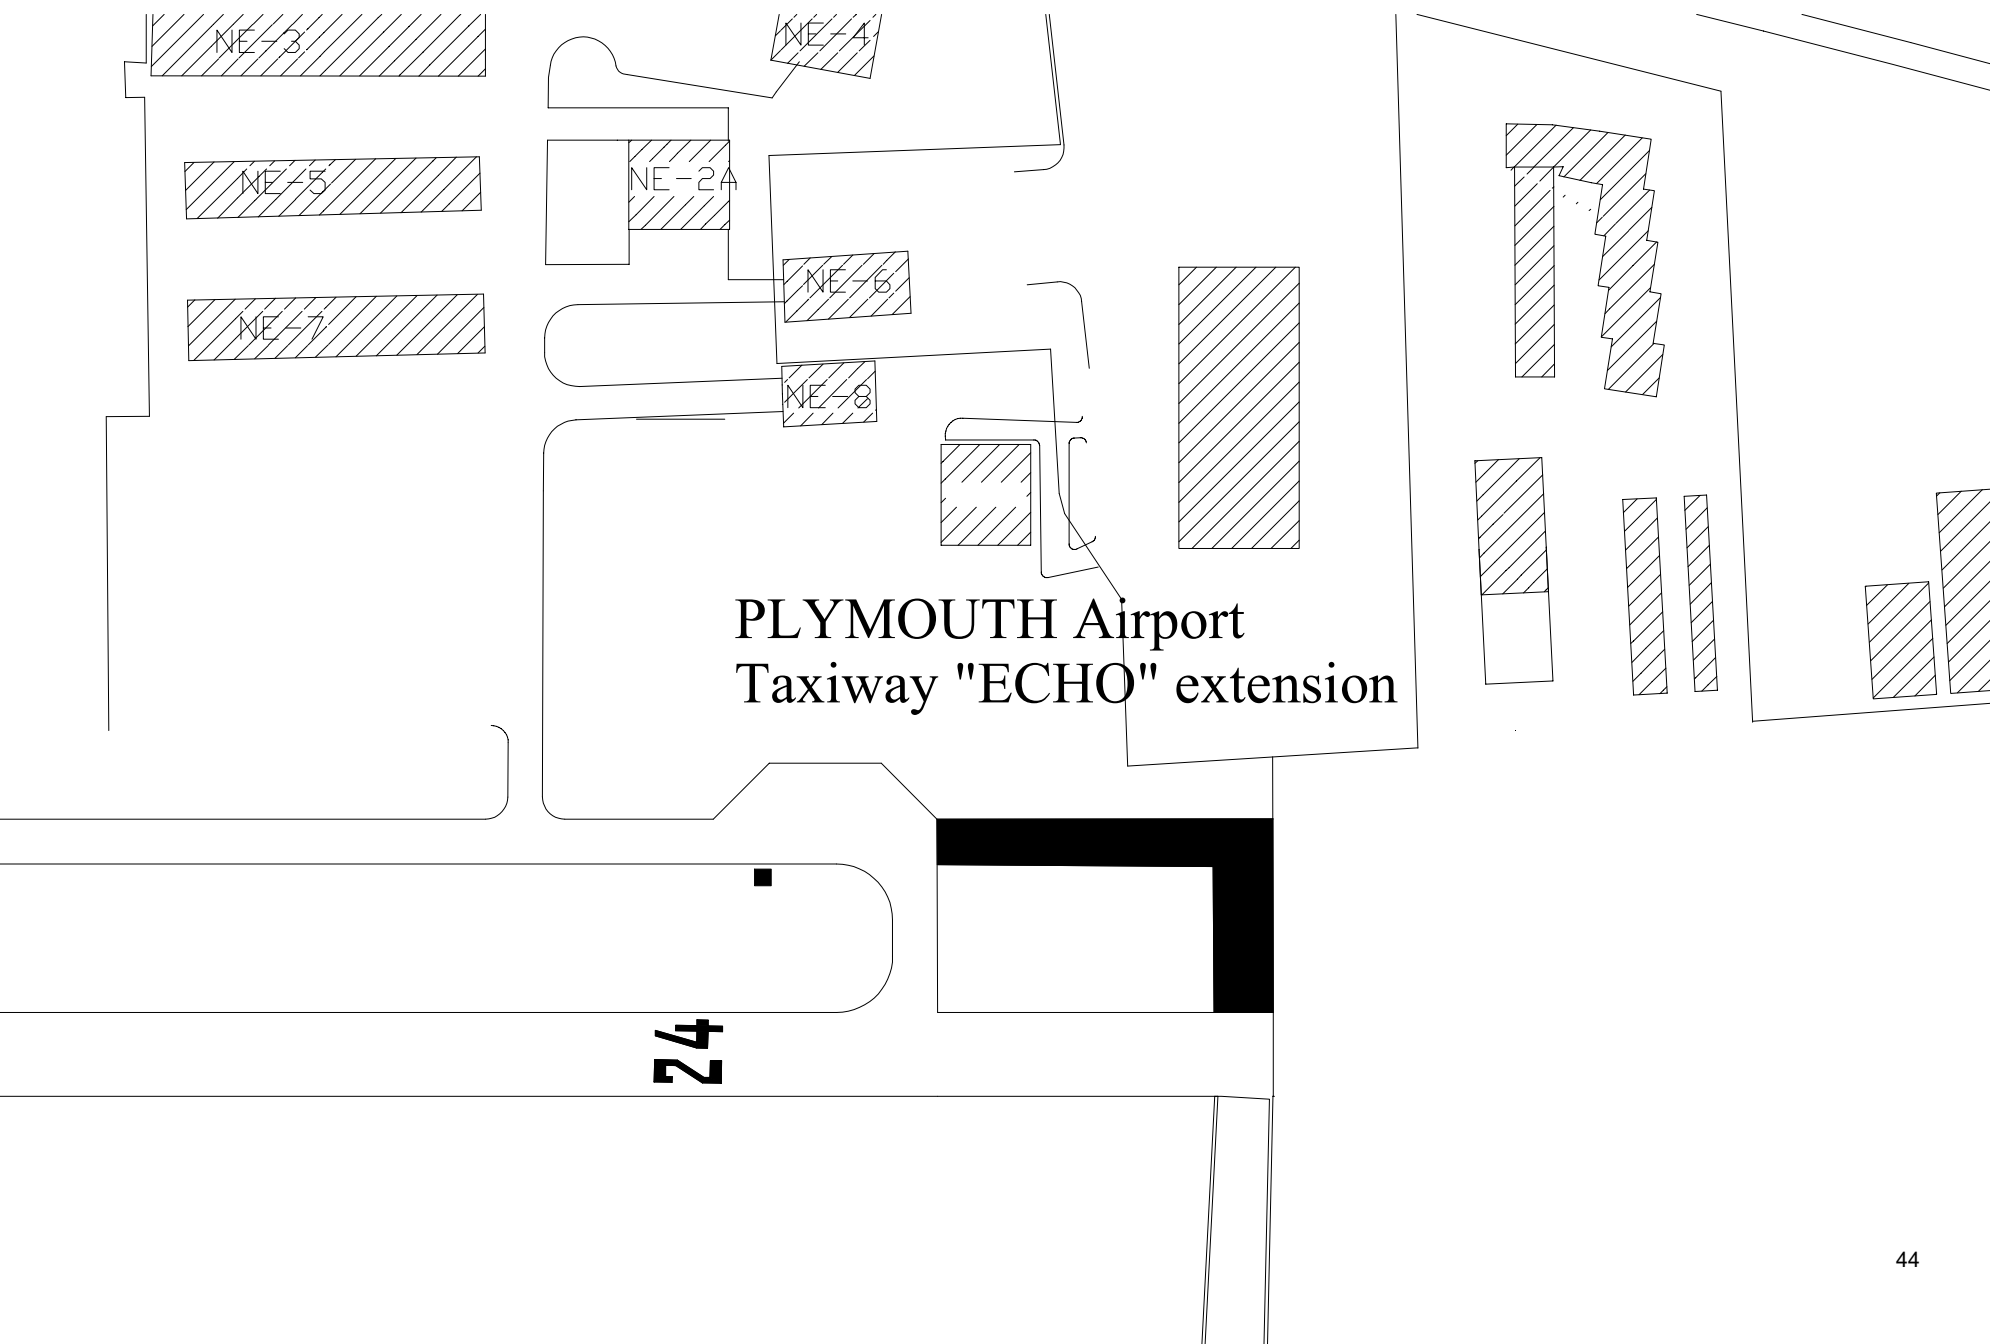 NE-3
NE-4
NE-5
NE-2A
NE-6
NE-7
NE-8
PLYMOUTH Airport
Taxiway "ECHO" extension
24
44